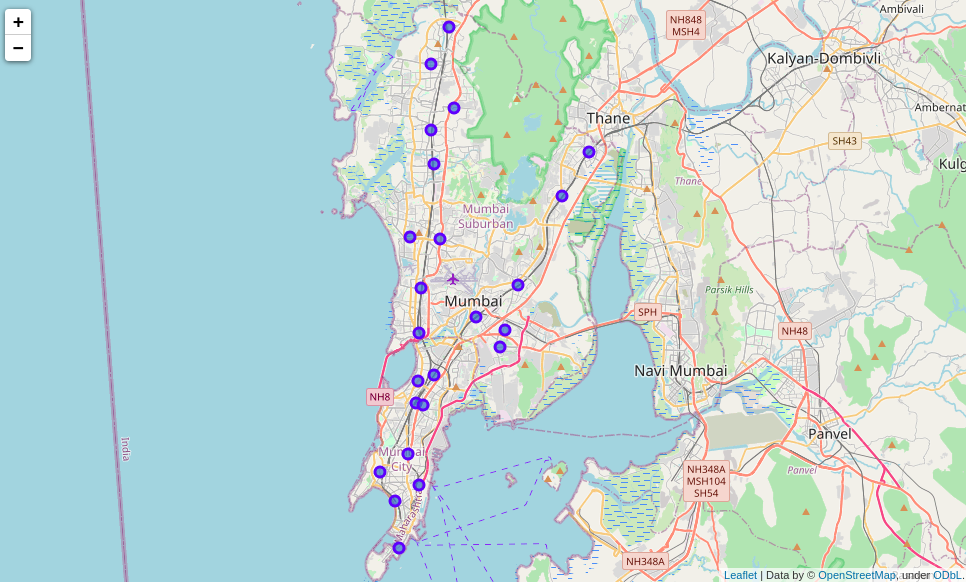 +
−
Ambivali
NH848
MSH4
Kalyan-Dombivli
Ambernat
Thane
SH43
Kulg
Thane
Mumbai
Suburban
Parsik Hills
Mumbai
SPH
NH48
Navi Mumbai
NH8
Panvel
India
Mumbai
City
Panvel
NH348A
MSH104
SH54
Maharashtra
NH348A
Leaflet | Data by © OpenStreetMap, under ODbL.